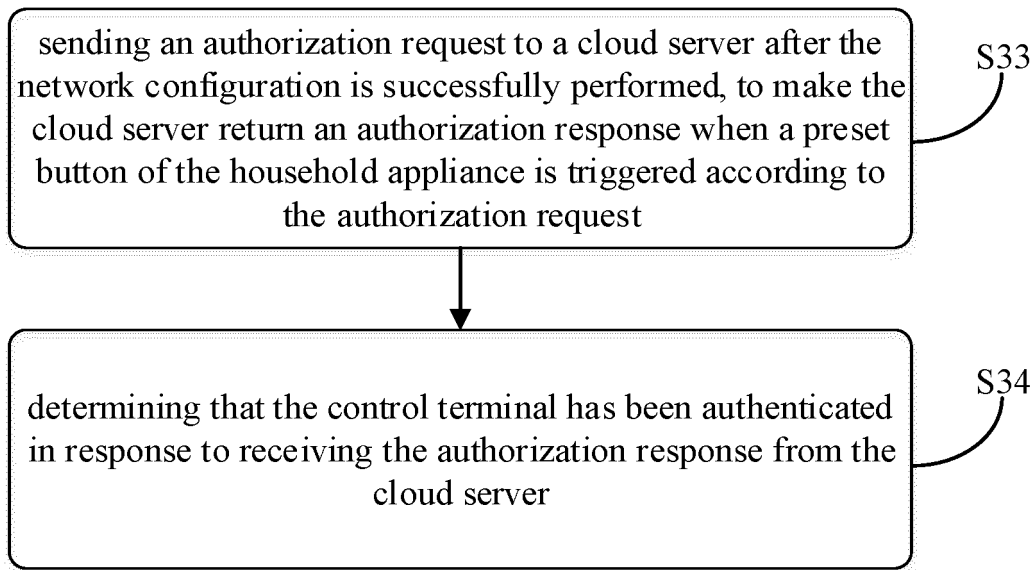 sending an authorization request to a cloud server after the
network configuration is successfully performed, to make the
cloud server return an authorization response when a preset
button of the household appliance is triggered according to
the authorization request
S33
determining that the control terminal has been authenticated
in response to receiving the authorization response from the
cloud server
S34